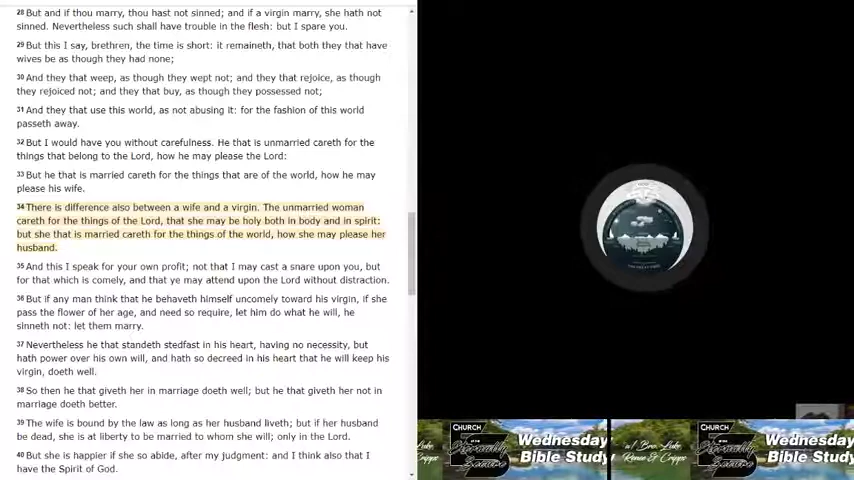 28 But and if thou marry, thou hast not sinned; and if a virgin marry, she hath not
sinned. Nevertheless such shall have trouble in the flesh: but I spare you.
29 But this I say, brethren, the time is short: it remaineth, that both they that have
wives be as though they had none;
30 And they that weep, as though they wept not; and they that rejoice, as though
they rejoiced not; and they that buy, as though they possessed not;
31 And they that use this world, as not abusing it: for the fashion of this world
passeth away.
32 But I would have you without carefulness. He that is unmarried careth for the
things that belong to the Lord, how he may please the Lord:
33 But he that is married careth for the things that are of the world, how he may
please his wife.
34 There is difference also between a wife and a virgin. The unmarried woman
careth for the things of the Lord, that she may be holy both in body and in spirit:
but she that is married careth for the things of the world, how she may please her
husband.
35 And this I speak for your own profit; not that I may cast a snare upon you, but
for that which is comely, and that ye may attend upon the Lord without distraction.
36 But if any man think that he behaveth himself uncomely toward his virgin, if she
pass the flower of her age, and need so require, let him do what he will, he
sinneth not: let them marry.
37 Nevertheless he that standeth stedfast in his heart, having no necessity, but
hath power over his own will, and hath so decreed in his heart that he will keep his
virgin, doeth well.
38 So then he that giveth her in marriage doeth well; but he that giveth her not in
marriage doeth better.
39 The wife is bound by the law as long as her husband liveth; but if her husband
be dead, she is at liberty to be married to whom she will; only in the Lord.
40 But she is happier if she so abide, after my judgment: and I think also that I
have the Spirit of God.
Luke
Cripps
CHURCH
Eternally
Secure
Wednesday
Bible Study
w/ Bro. Luke
Renee & Cripps
CHURCH
Eternally
Secure
Wednesday
Bible Study